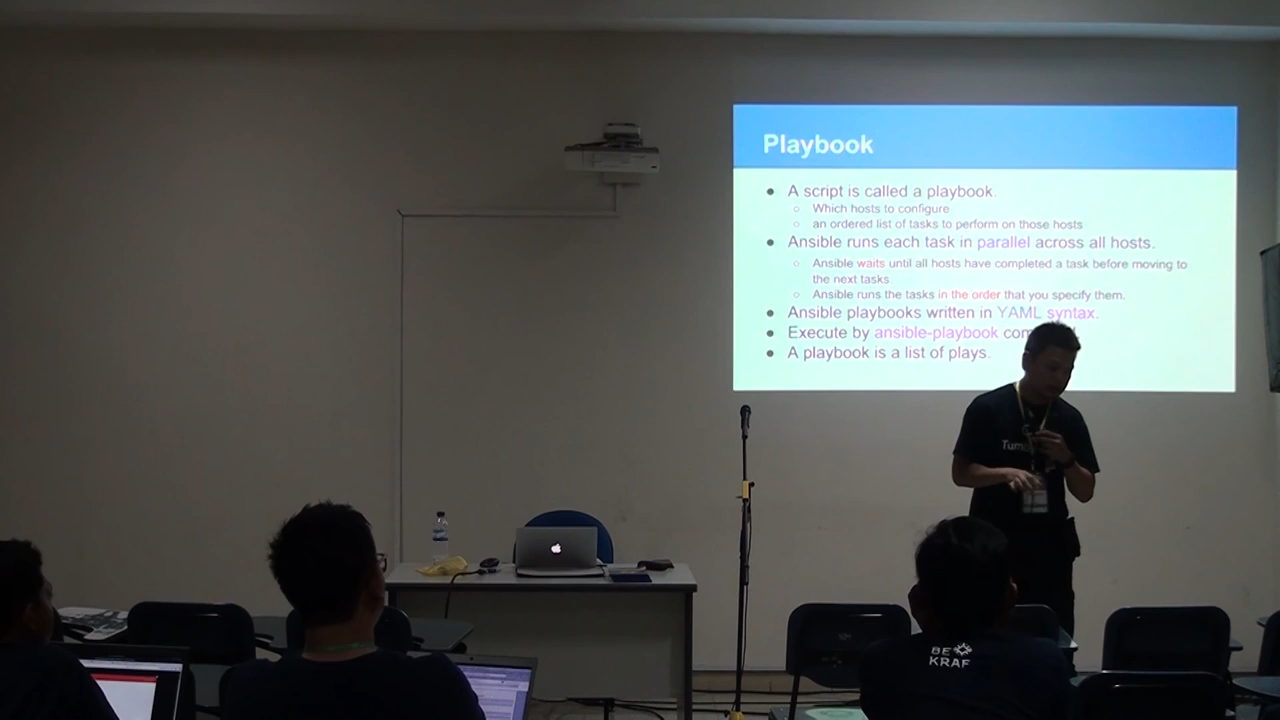 Playbook
● A script is called a playbook.
○ Which hosts to configure
○ an ordered list of tasks to perform on those hosts
● Ansible runs each task in parallel across all hosts.
○ Ansible waits until all hosts have completed a task before moving to
the next tasks.
○ Ansible runs the tasks in the order that you specify them.
● Ansible playbooks written in YAML syntax.
● Execute by ansible-playbook
● A playbook is a list of plays.
BE
KRAF